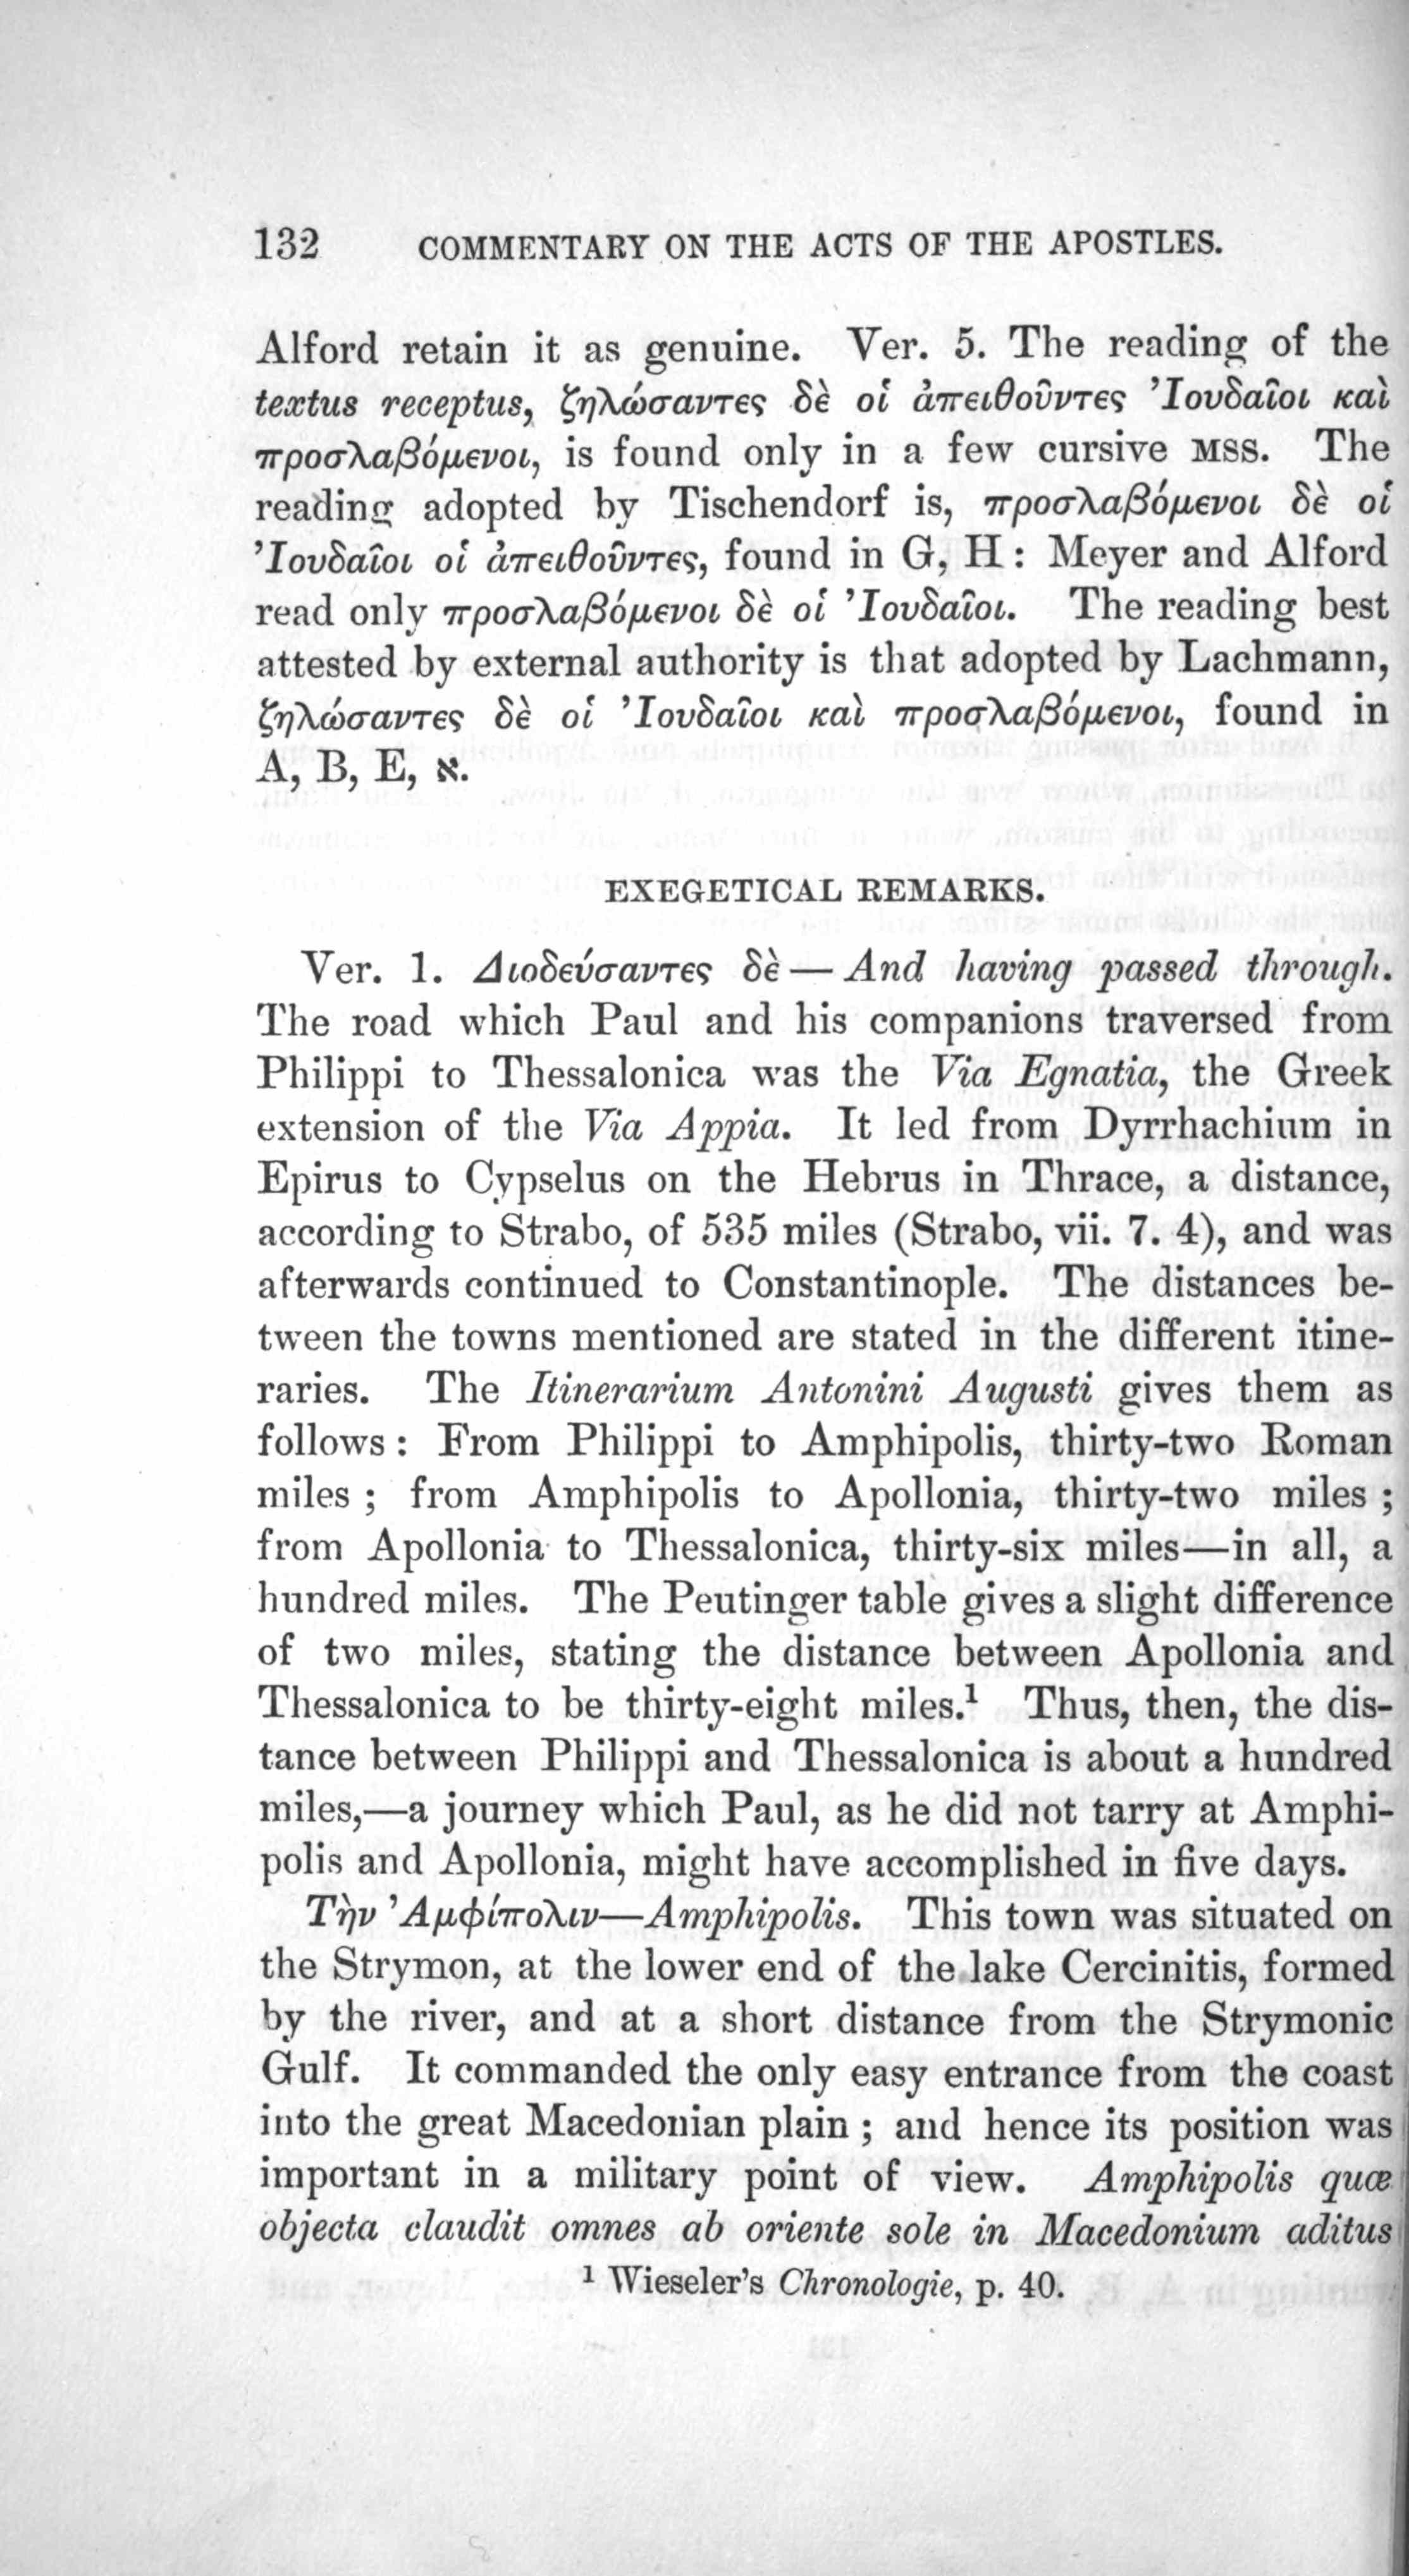 132 COMMENTARY ON THE ACTS OF THE APOSTLES.
Alford retain it as genuine. Ver. 5. The reading of the
textus receptus, ζηλώσαντες δὲ οἱ ἀπειθοῦντες Ἰουδαῖοι καὶ
προσλαβόμενοι, is found only in a few cursive MSS. The
reading adopted by Tischendorf is, προσλαβόμενοι δὲ οἱ
Ἰουδαῖοι οἱ ἀπειθοῦντες, found in G, H : Meyer and Alford
read only προσλαβόμενοι δὲ οἱ Ἰουδαῖοι. The reading best
attested by external authority is that adopted by Lachmann,
ζηλώσαντες δὲ οἱ Ἰουδαῖοι καὶ προσλαβόμενοι, found in
A, B, E, א.
EXEGETICAL REMARKS.
Ver. 1. Διοδεύσαντες δὲ — And having passed through.
The road which Paul and his companions traversed from
Philippi to Thessalonica was the Via Egnatia, the Greek
extension of the Via Appia. It led from Dyrrhachium in
Epirus to Cypselus on the Hebrus in Thrace, a distance,
according to Strabo, of 535 miles (Strabo, vii. 7. 4), and was
afterwards continued to Constantinople. The distances be-
tween the towns mentioned are stated in the different itine-
raries. The Itinerarium Antonini Augusti gives them as
follows : From Philippi to Amphipolis, thirty-two Roman
miles ; from Amphipolis to Apollonia, thirty-two miles ;
from Apollonia to Thessalonica, thirty-six miles—in all, a
hundred miles. The Peutinger table gives a slight difference
of two miles, stating the distance between Apollonia and
Thessalonica to be thirty-eight miles.¹ Thus, then, the dis-
tance between Philippi and Thessalonica is about a hundred
miles,—a journey which Paul, as he did not tarry at Amphi-
polis and Apollonia, might have accomplished in five days.
Τὴν Ἀμφίπολιν—Amphipolis. This town was situated on
the Strymon, at the lower end of the lake Cercinitis, formed
by the river, and at a short distance from the Strymonic
Gulf. It commanded the only easy entrance from the coast
into the great Macedonian plain ; and hence its position was
important in a military point of view. Amphipolis quæ
objecta claudit omnes ab oriente sole in Macedonium aditus
¹ Wieseler's Chronologie, p. 40.